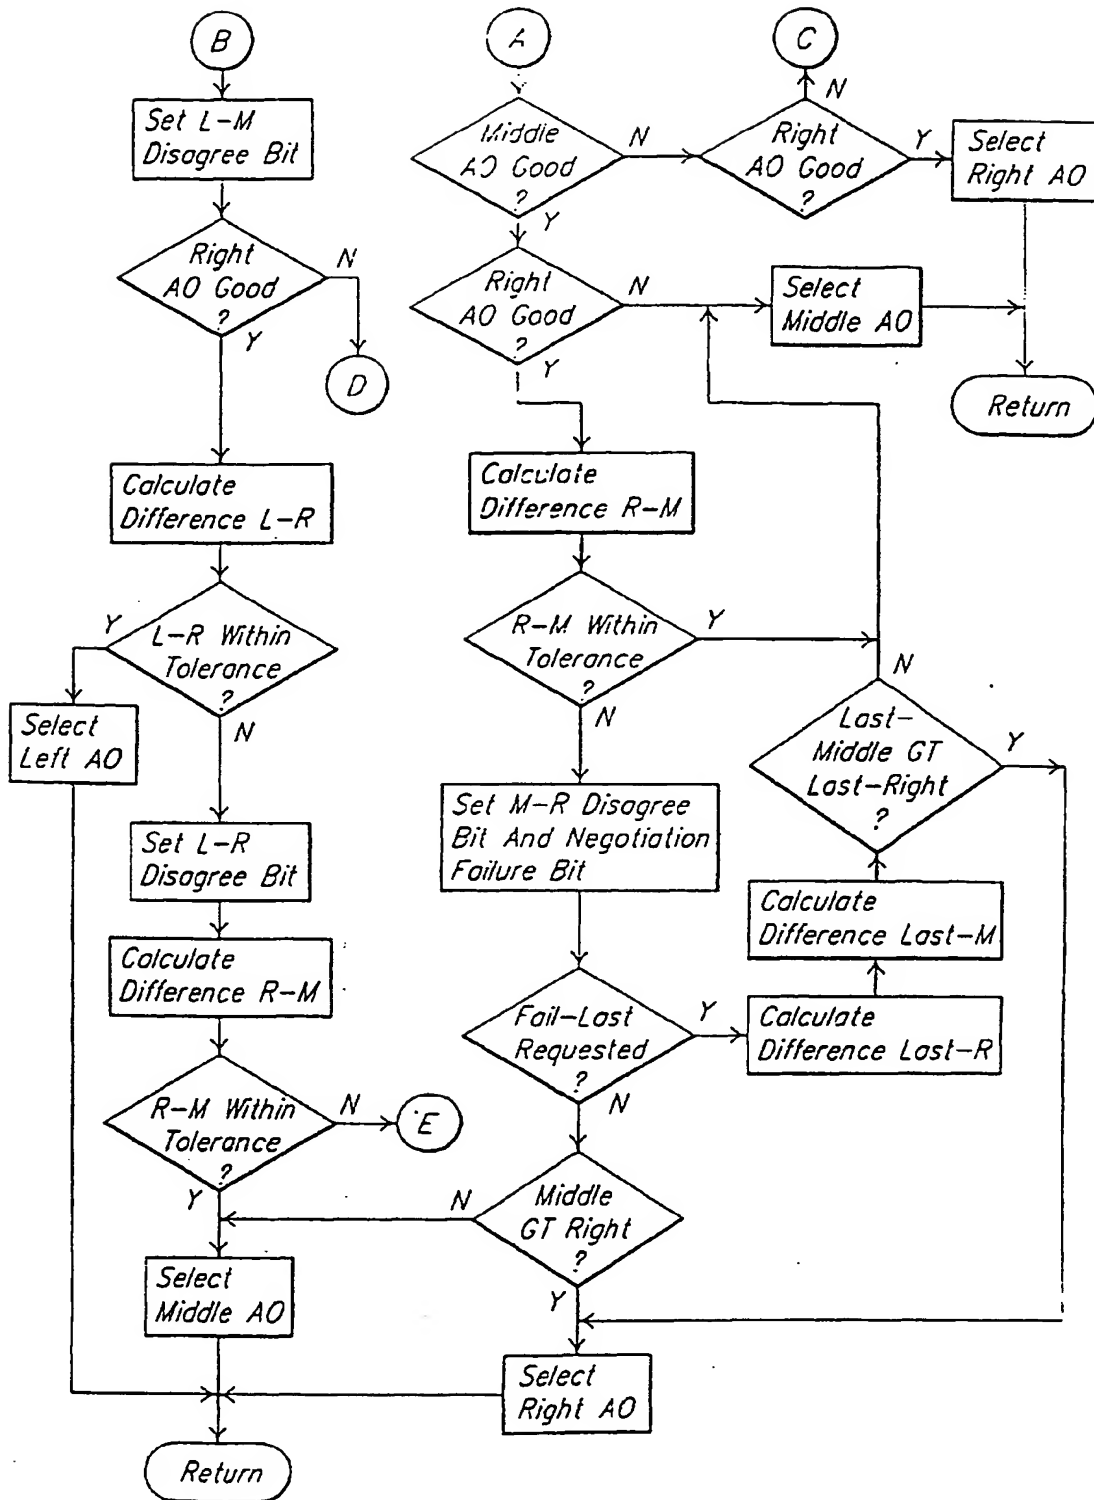 B
Set L-M
Disagree Bit
Right
AO Good
?
N
Y
D
Calculate
Difference L-R
L-R Within
Tolerance
?
Y
N
Select
Left AO
Set L-R
Disagree Bit
Calculate
Difference R-M
R-M Within
Tolerance
?
N
Y
E
Select
Middle AO
Return
A
Middle
AO Good
?
N
Y
Right
AO Good
?
N
Y
Calculate
Difference R-M
R-M Within
Tolerance
?
Y
N
Set M-R Disagree
Bit And Negotiation
Failure Bit
Fail-Last
Requested
?
Y
N
Middle
GT Right
?
N
Y
Select
Right AO
C
N
Right
AO Good
?
Y
Select
Right AO
Select
Middle AO
Return
N
Last-
Middle GT
Last-Right
?
Y
Calculate
Difference Last-M
Calculate
Difference Last-R